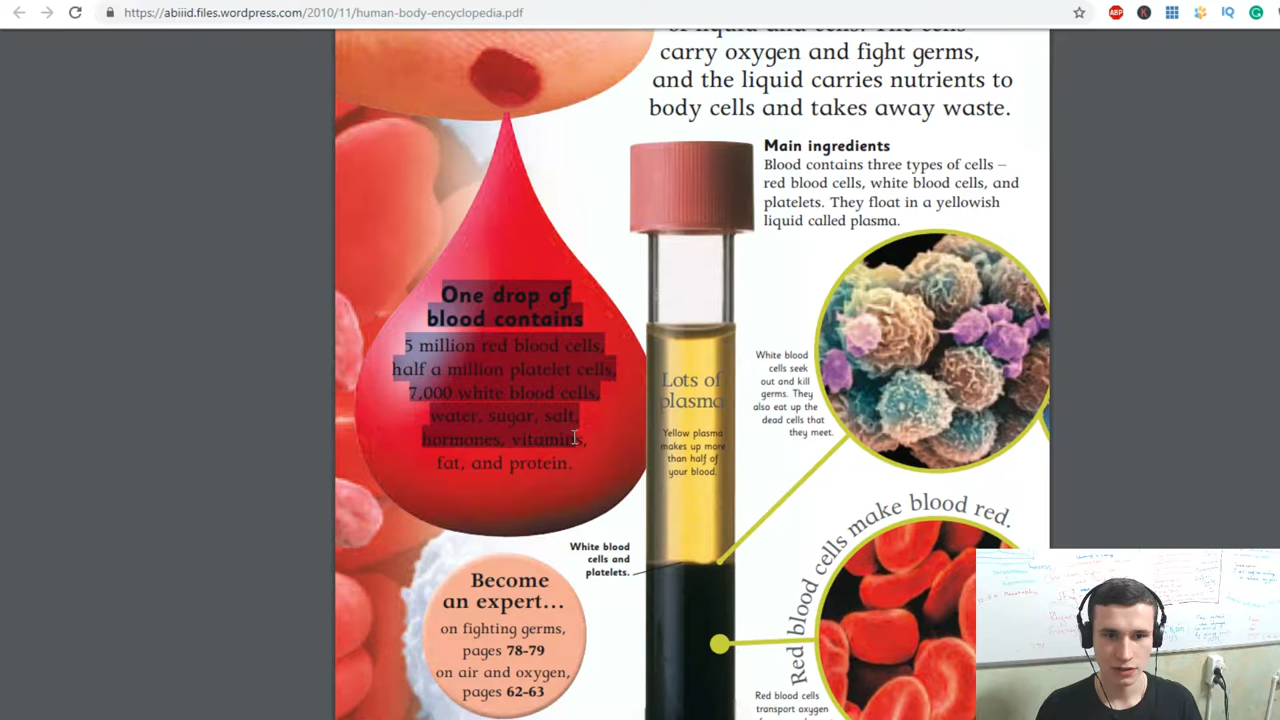 https://abiiid.files.wordpress.com/2010/11/human-body-encyclopedia.pdf
ABP
K
IQ
G
carry oxygen and fight germs,
and the liquid carries nutrients to
body cells and takes away waste.
Main ingredients
Blood contains three types of cells –
red blood cells, white blood cells, and
platelets. They float in a yellowish
liquid called plasma.
One drop of
blood contains
5 million red blood cells,
half a million platelet cells,
7,000 white blood cells,
water, sugar, salt,
hormones, vitamins,
fat, and protein.
Lots of
plasma
Yellow plasma
makes up more
than half of
your blood.
White blood
cells seek
out and kill
germs. They
also eat up the
dead cells that
they meet.
White blood
cells and
platelets.
Red blood cells make blood red.
Become
an expert...
on fighting germs,
pages 78-79
on air and oxygen,
pages 62-63
Red blood cells
transport oxygen